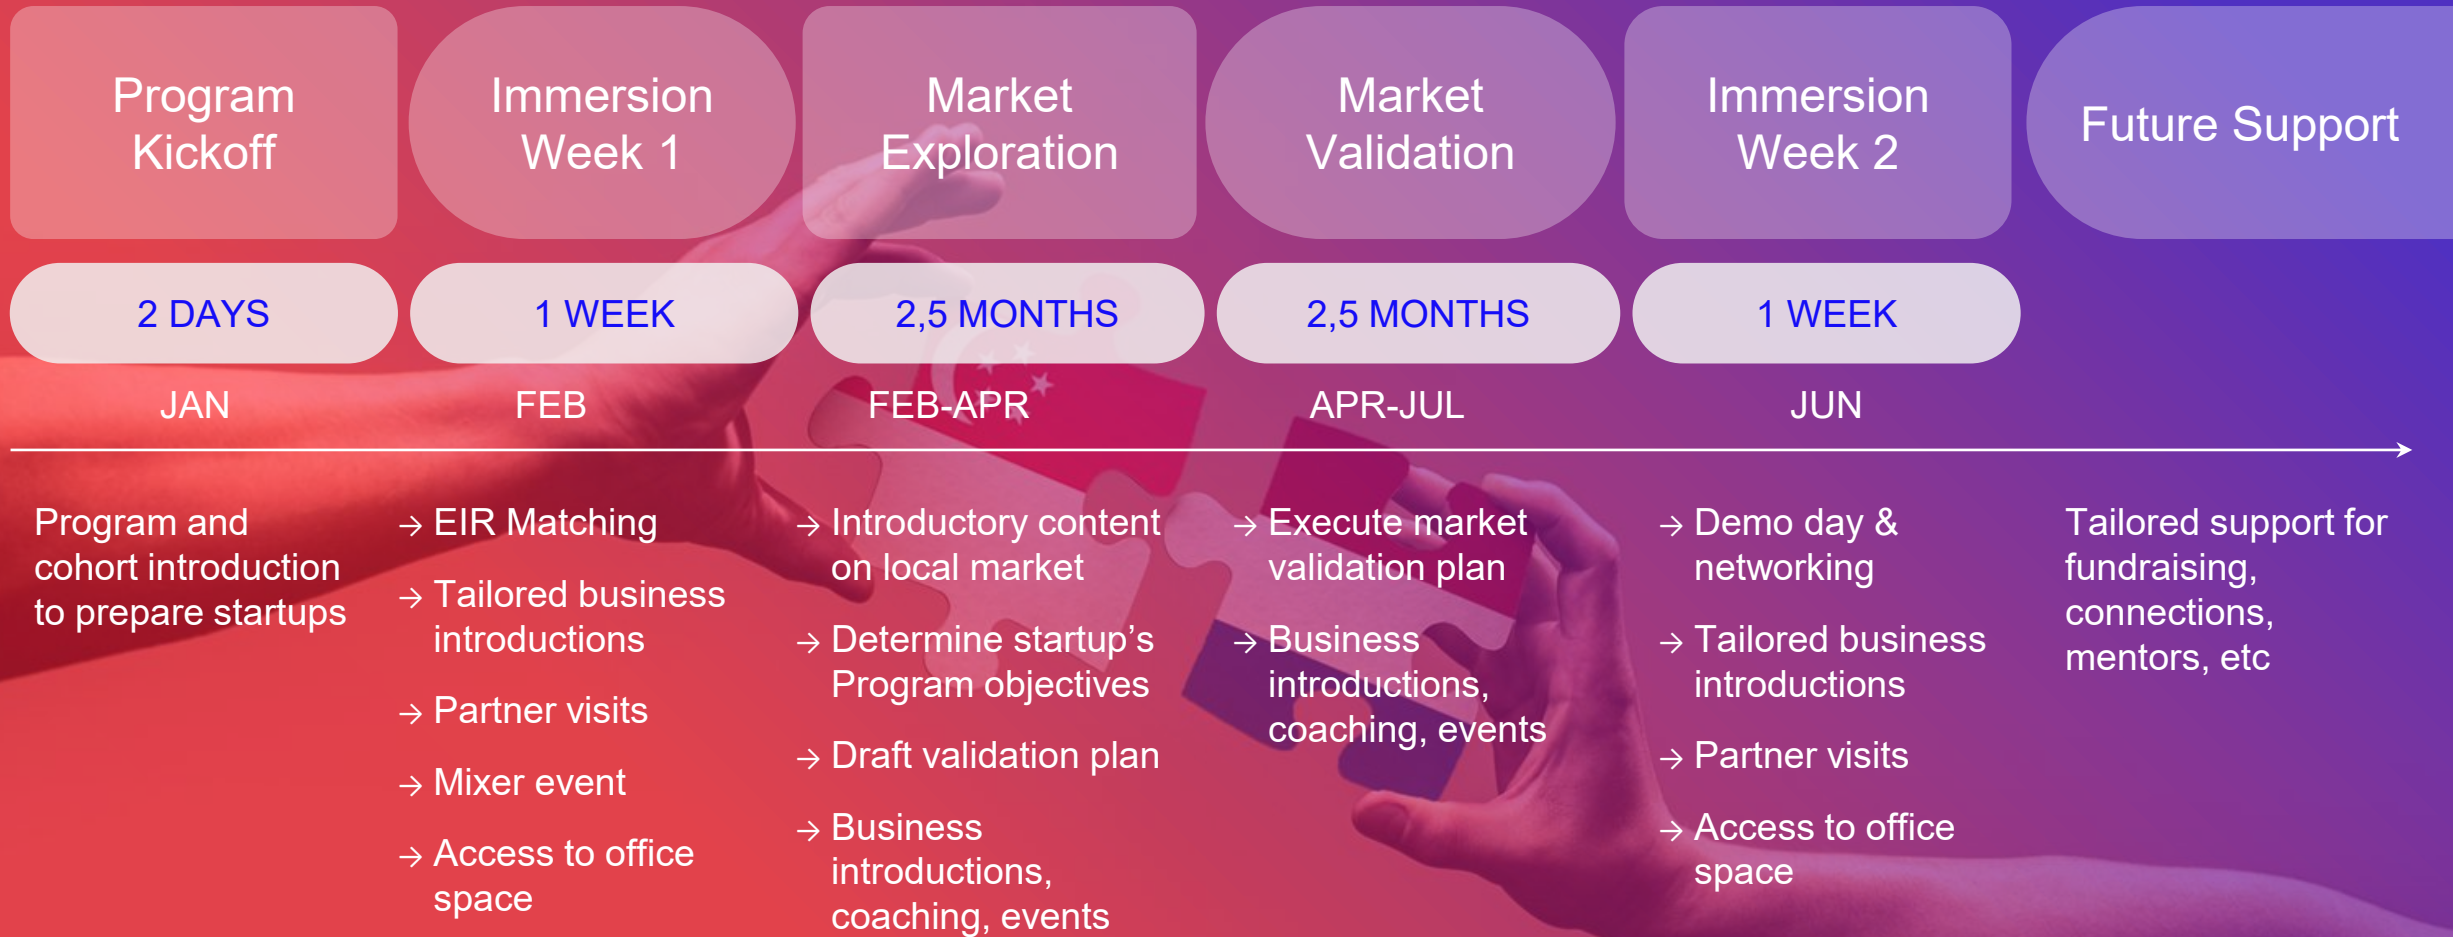 Program
Kickoff
Immersion
Week 1
Market
Exploration
Market
Validation
Immersion
Week 2
Future Support
2 DAYS
1 WEEK
2,5 MONTHS
2,5 MONTHS
1 WEEK
JAN
FEB
FEB-APR
APR-JUL
JUN
Program and
cohort introduction
to prepare startups
→ EIR Matching
→ Tailored business
introductions
→ Partner visits
→ Mixer event
→ Access to office
space
→ Introductory content
on local market
→ Determine startup’s
Program objectives
→ Draft validation plan
→ Business
introductions,
coaching, events
→ Execute market
validation plan
→ Business
introductions,
coaching, events
→ Demo day &
networking
→ Tailored business
introductions
→ Partner visits
→ Access to office
space
Tailored support for
fundraising,
connections,
mentors, etc